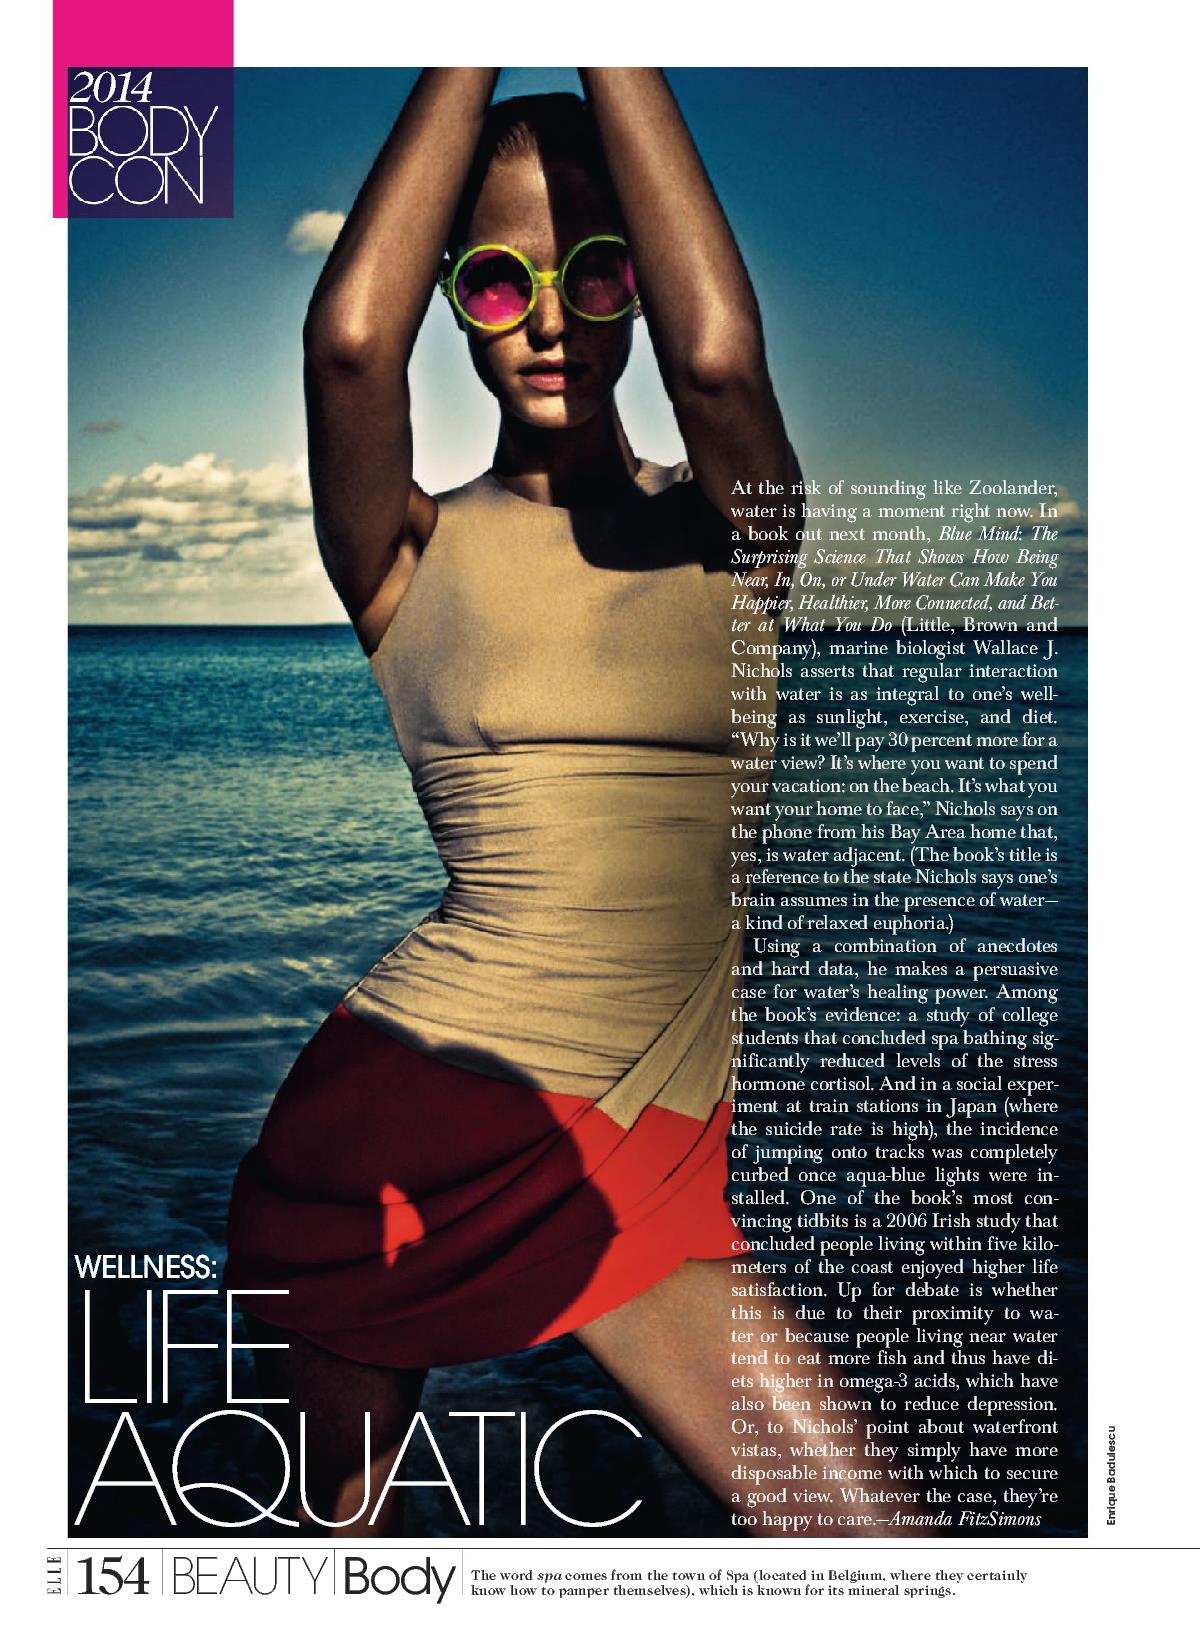 2014
BODY
CON
At the risk of sounding like Zoolander,
water is having a moment right now. In
a book out next month, Blue Mind: The
Surprising Science That Shows How Being
Near, In, On, or Under Water Can Make You
Happier, Healthier, More Connected, and Bet-
ter at What You Do (Little, Brown and
Company), marine biologist Wallace J.
Nichols asserts that regular interaction
with water is as integral to one's well-
being as sunlight, exercise, and diet.
“Why is it we'll pay 30 percent more for a
water view? It's where you want to spend
your vacation: on the beach. It's what you
want your home to face,” Nichols says on
the phone from his Bay Area home that,
yes, is water adjacent. (The book's title is
a reference to the state Nichols says one's
brain assumes in the presence of water—
a kind of relaxed euphoria.)
Using a combination of anecdotes
and hard data, he makes a persuasive
case for water's healing power. Among
the book's evidence: a study of college
students that concluded spa bathing sig-
nificantly reduced levels of the stress
hormone cortisol. And in a social exper-
iment at train stations in Japan (where
the suicide rate is high), the incidence
of jumping onto tracks was completely
curbed once aqua-blue lights were in-
stalled. One of the book's most con-
vincing tidbits is a 2006 Irish study that
concluded people living within five kilo-
meters of the coast enjoyed higher life
satisfaction. Up for debate is whether
this is due to their proximity to wa-
ter or because people living near water
tend to eat more fish and thus have di-
ets higher in omega-3 acids, which have
also been shown to reduce depression.
Or, to Nichols' point about waterfront
vistas, whether they simply have more
disposable income with which to secure
a good view. Whatever the case, they're
too happy to care.—Amanda FitzSimons
WELLNESS:
LIFE
AQUATIC
Enrique Badulescu
ELLE 154 BEAUTY Body
The word spa comes from the town of Spa (located in Belgium, where they certainly
know how to pamper themselves), which is known for its mineral springs.